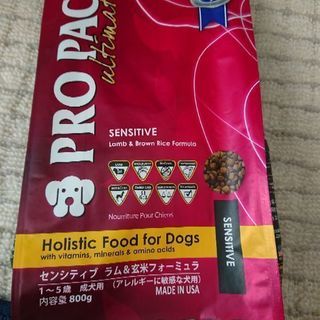 PRO PAC
ultimat
SENSITIVE
Lamb & Brown Rice Formula
Nourriture Pour Chiens
SENSITIVE
Holistic Food for Dogs
with vitamins, minerals & amino acids
センシティブ ラム&玄米フォーミュラ
1〜5歳 成犬用 (アレルギーに敏感な犬用)
内容量 800g MADE IN USA